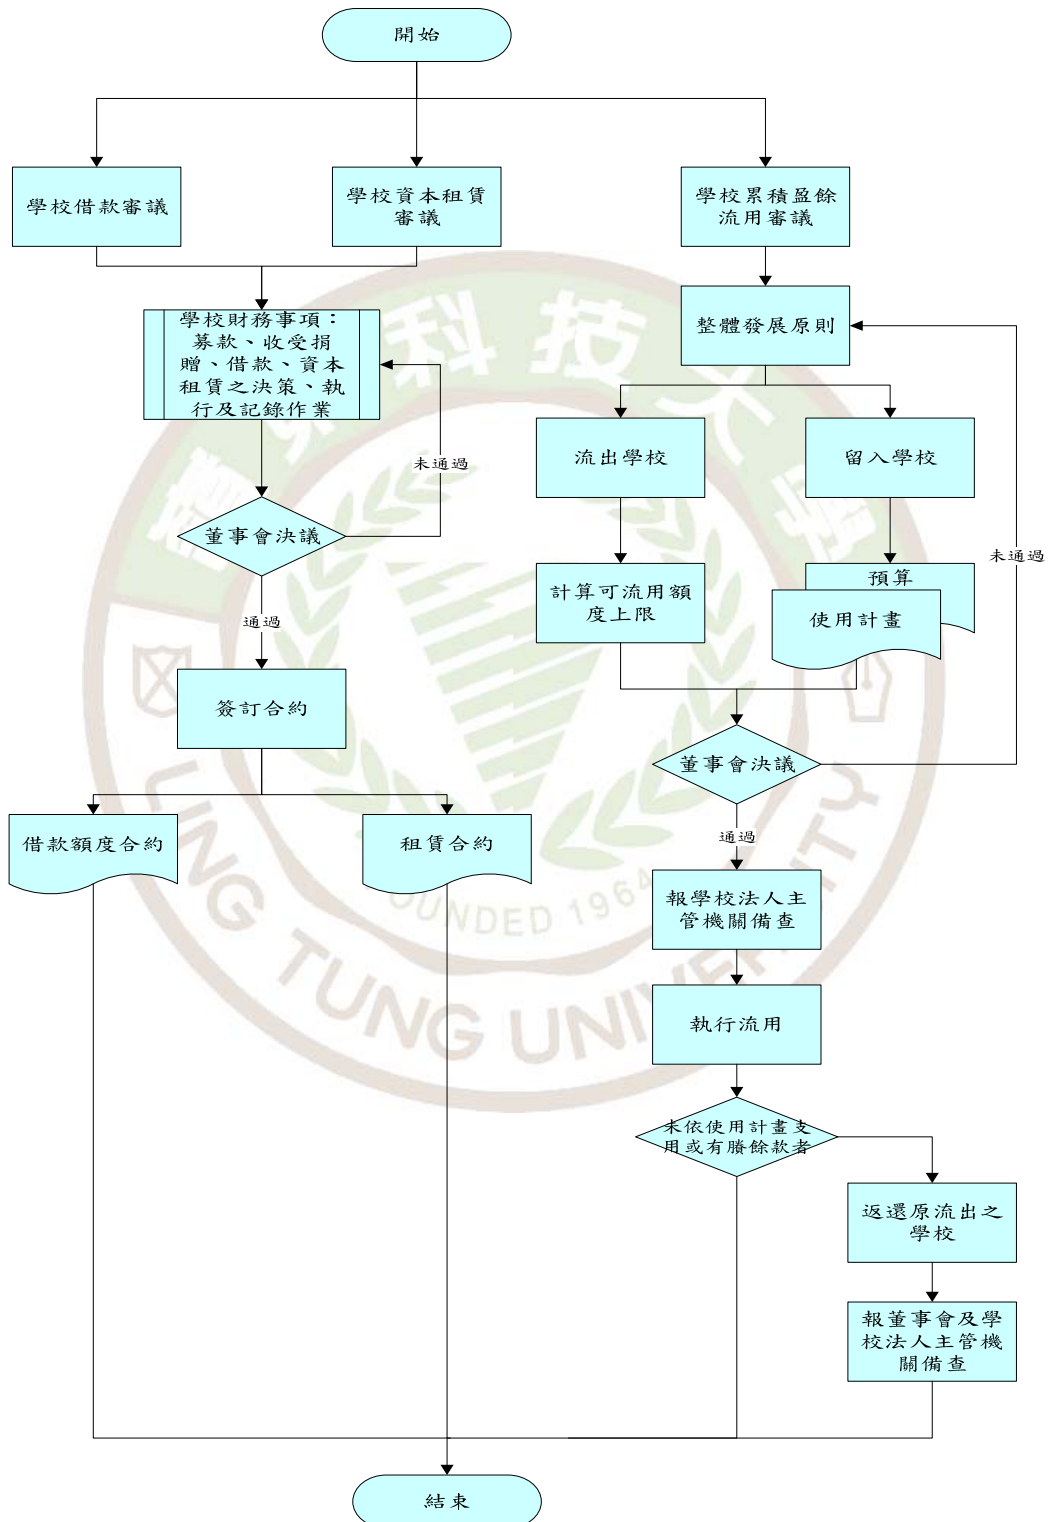 開始
學校借款審議
學校資本租賃
審議
學校累積盈餘
流用審議
學校財務事項：
募款、收受捐
贈、借款、資本
租賃之決策、執
行及記錄作業
整體發展原則
流出學校
留入學校
未通過
董事會決議
未通過
計算可流用額
度上限
預算
使用計畫
通過
簽訂合約
董事會決議
通過
借款額度合約
租賃合約
報學校法人主
管機關備查
執行流用
未依使用計畫支
用或有賸餘款者
返還原流出之
學校
報董事會及學
校法人主管機
關備查
結束
科技大學
LING TUNG UNIVERSITY
FOUNDED 1964